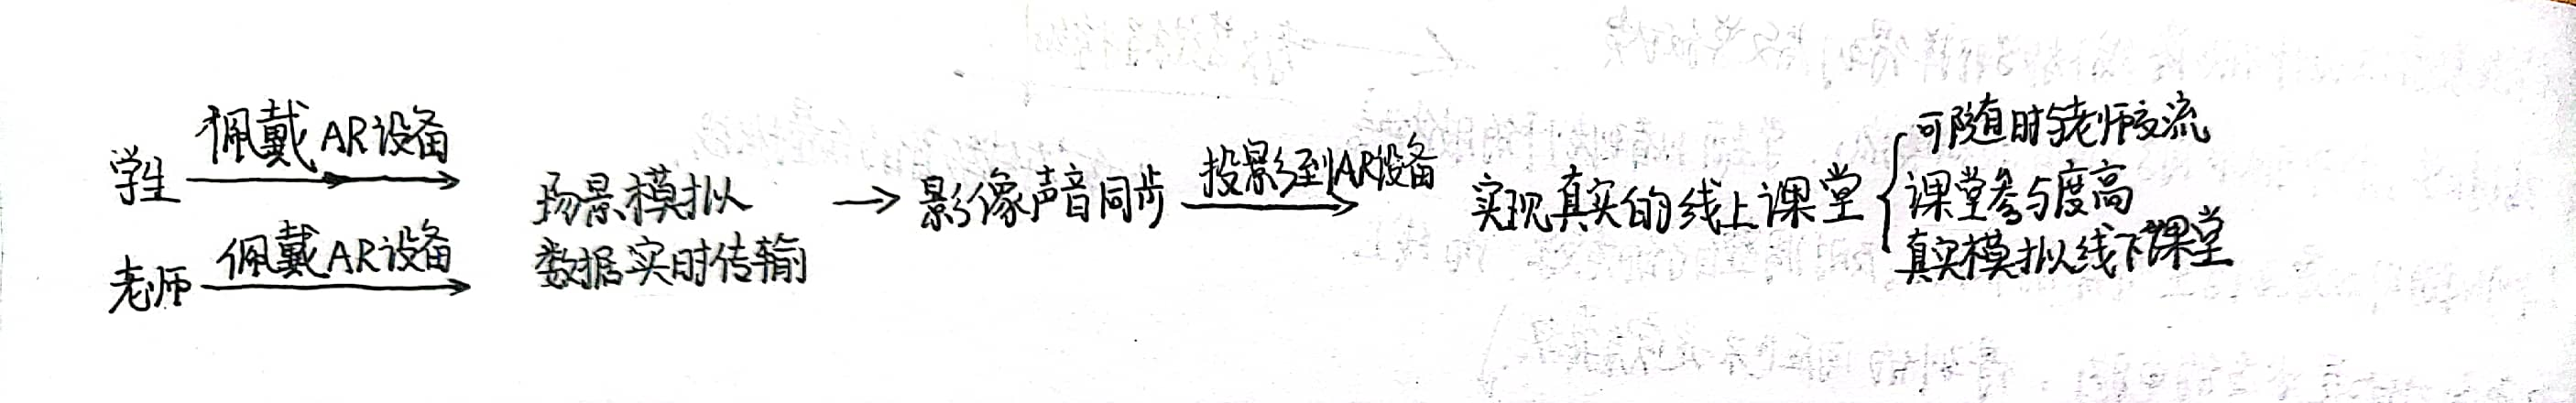 学生 佩戴AR设备
老师 佩戴AR设备
场景模拟
数据实时传输
→ 影像声音同步
投影到AR设备
实现真实的线上课堂
可随时与老师交流
课堂参与度高
真实模拟线下课堂